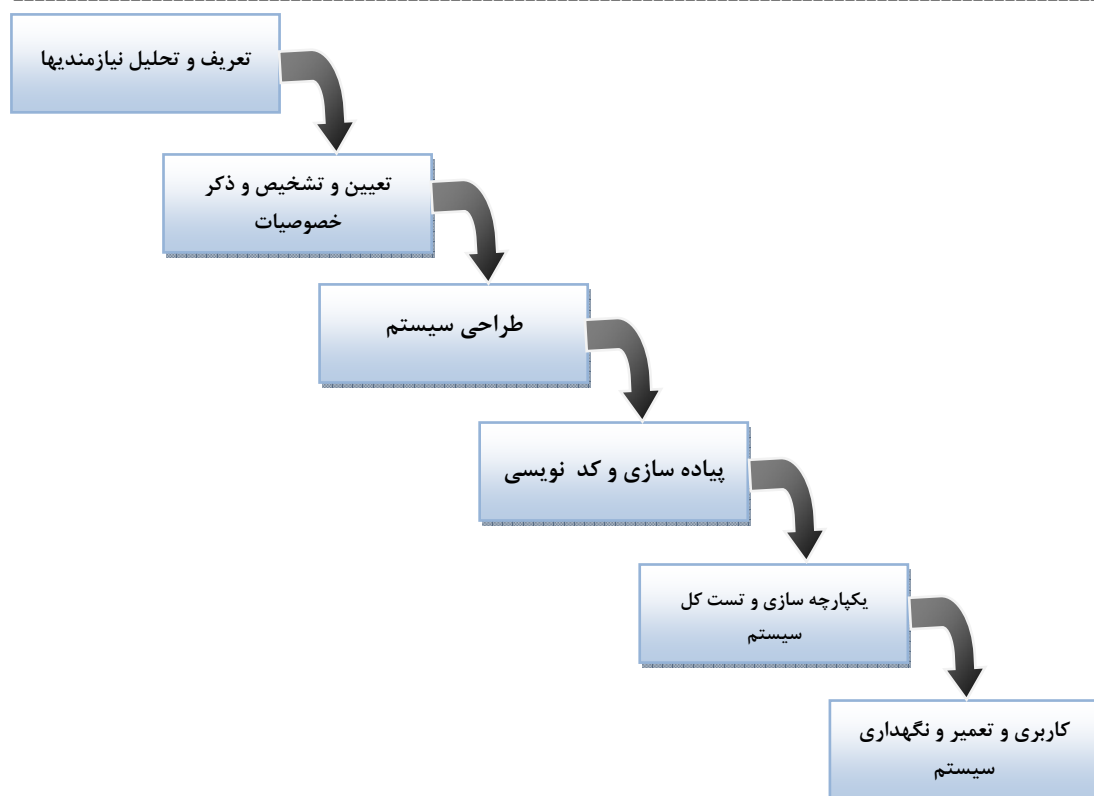 تعریف و تحلیل نیازمندیها
تعیین و تشخیص و ذکر
خصوصیات
طراحی سیستم
پیاده سازی و کد نویسی
یکپارچه سازی و تست کل
سیستم
کاربری و تعمیر و نگهداری
سیستم